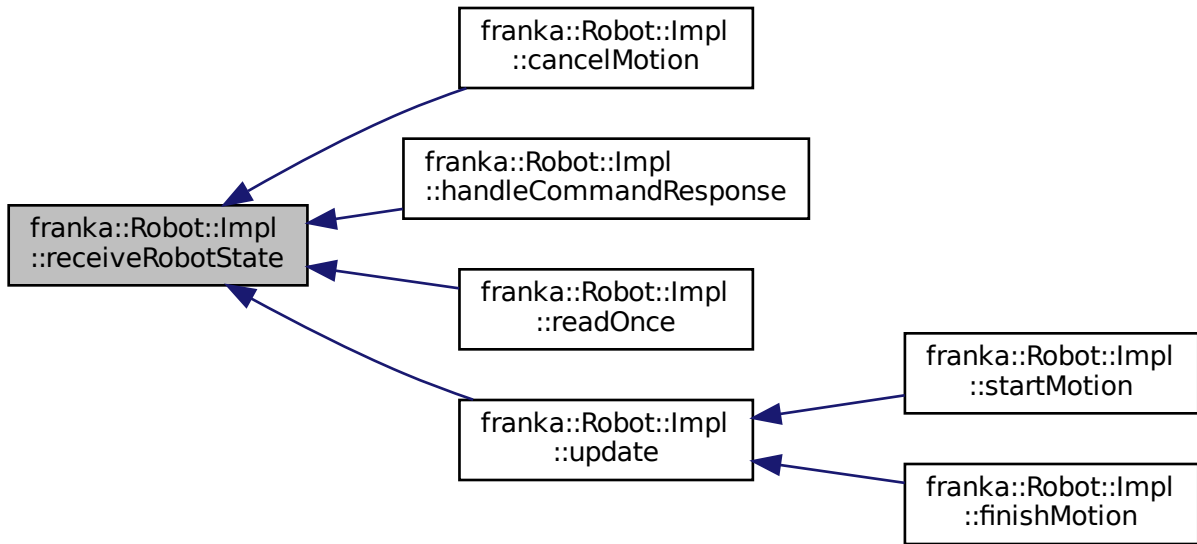 franka::Robot::Impl
::cancelMotion
franka::Robot::Impl
::handleCommandResponse
franka::Robot::Impl
::receiveRobotState
franka::Robot::Impl
::readOnce
franka::Robot::Impl
::update
franka::Robot::Impl
::startMotion
franka::Robot::Impl
::finishMotion